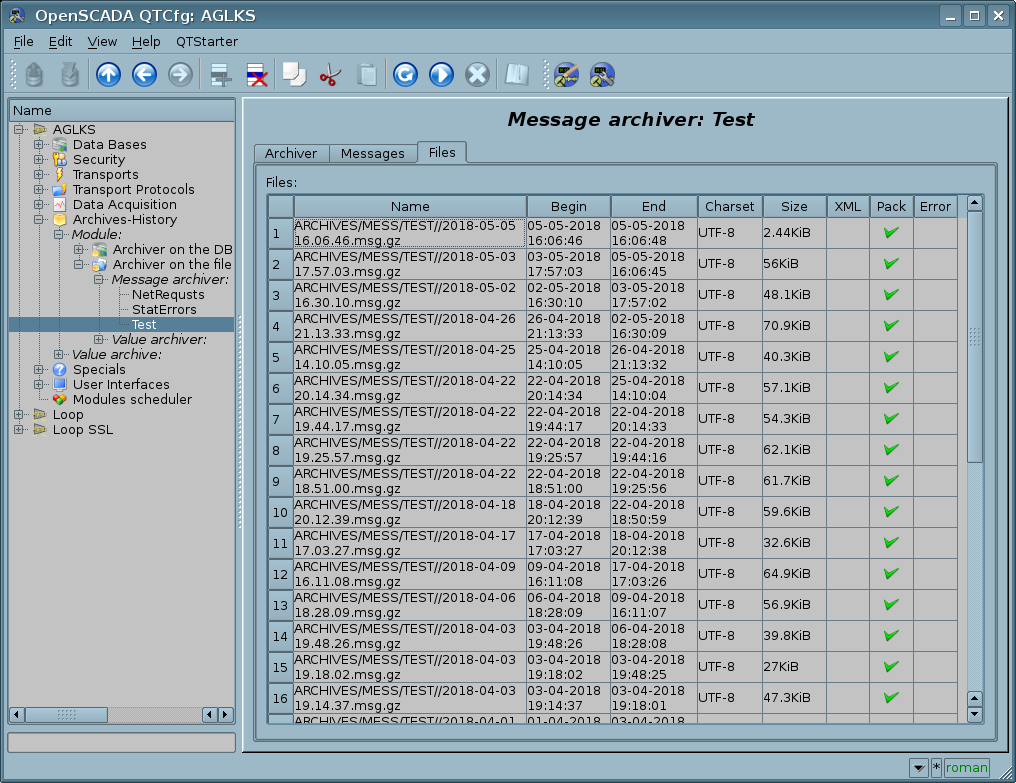 OpenSCADA QTCfg: AGLKS
File Edit View Help QTStarter
Name
AGLKS
Data Bases
Security
Transports
Transport Protocols
Data Acquisition
Archives-History
Module:
Archiver on the DB
Archiver on the file
Message archiver:
NetRequsts
StatErrors
Test
Value archiver:
Value archive:
Specials
User Interfaces
Modules scheduler
Loop
Loop SSL
Message archiver: Test
Archiver Messages Files
Files:
Name Begin End Charset Size XML Pack Error
1 ARCHIVES/MESS/TEST//2018-05-05 05-05-2018 05-05-2018 UTF-8 2.44KiB
16.06.46.msg.gz 16:06:46 16:06:48
2 ARCHIVES/MESS/TEST//2018-05-03 03-05-2018 05-05-2018 UTF-8 56KiB
17.57.03.msg.gz 17:57:03 16:06:45
3 ARCHIVES/MESS/TEST//2018-05-02 02-05-2018 03-05-2018 UTF-8 48.1KiB
16.30.10.msg.gz 16:30:10 17:57:02
4 ARCHIVES/MESS/TEST//2018-04-26 26-04-2018 02-05-2018 UTF-8 70.9KiB
21.13.33.msg.gz 21:13:33 16:30:09
5 ARCHIVES/MESS/TEST//2018-04-25 25-04-2018 26-04-2018 UTF-8 40.3KiB
14.10.05.msg.gz 14:10:05 21:13:32
6 ARCHIVES/MESS/TEST//2018-04-22 22-04-2018 25-04-2018 UTF-8 57.1KiB
20.14.34.msg.gz 20:14:34 14:10:04
7 ARCHIVES/MESS/TEST//2018-04-22 22-04-2018 22-04-2018 UTF-8 54.3KiB
19.44.17.msg.gz 19:44:17 20:14:33
8 ARCHIVES/MESS/TEST//2018-04-22 22-04-2018 22-04-2018 UTF-8 62.1KiB
19.25.57.msg.gz 19:25:57 19:44:16
9 ARCHIVES/MESS/TEST//2018-04-22 22-04-2018 22-04-2018 UTF-8 61.7KiB
18.51.00.msg.gz 18:51:00 19:25:56
10 ARCHIVES/MESS/TEST//2018-04-18 18-04-2018 22-04-2018 UTF-8 59.6KiB
20.12.39.msg.gz 20:12:39 18:50:59
11 ARCHIVES/MESS/TEST//2018-04-17 17-04-2018 18-04-2018 UTF-8 32.6KiB
17.03.27.msg.gz 17:03:27 20:12:38
12 ARCHIVES/MESS/TEST//2018-04-09 09-04-2018 17-04-2018 UTF-8 64.9KiB
16.11.08.msg.gz 16:11:08 17:03:26
13 ARCHIVES/MESS/TEST//2018-04-06 06-04-2018 09-04-2018 UTF-8 56.9KiB
18.28.09.msg.gz 18:28:09 16:11:07
14 ARCHIVES/MESS/TEST//2018-04-03 03-04-2018 06-04-2018 UTF-8 39.8KiB
19.48.26.msg.gz 19:48:26 18:28:08
15 ARCHIVES/MESS/TEST//2018-04-03 03-04-2018 03-04-2018 UTF-8 27KiB
19.18.02.msg.gz 19:18:02 19:48:25
16 ARCHIVES/MESS/TEST//2018-04-03 03-04-2018 03-04-2018 UTF-8 47.3KiB
19.14.37.msg.gz 19:14:37 19:18:01
ARCHIVES/MESS/TEST//2018-04-01 01-04-2018 03-04-2018
* roman